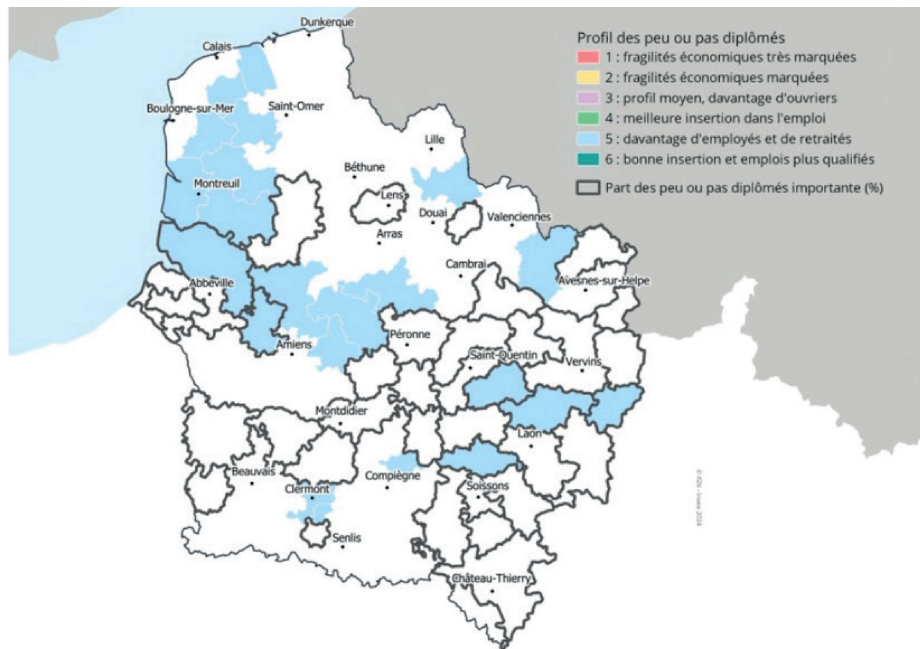 Dunkerque
Calais
Boulogne-sur-Mer
Saint-Omer
Lille
Béthune
Montreuil
Lens
Douai
Valenciennes
Arras
Cambrai
Avesnes-sur-Helpe
Abbéville
Péronne
Amiens
Saint-Quentin
Vervins
Montdidier
Laon
Beauvais
Compiègne
Clermont
Soissons
Senlis
Château-Thierry
Profil des peu ou pas diplômés
1 : fragilités économiques très marquées
2 : fragilités économiques marquées
3 : profil moyen, davantage d'ouvriers
4 : meilleure insertion dans l'emploi
5 : davantage d'employés et de retraités
6 : bonne insertion et emplois plus qualifiés
Part des peu ou pas diplômés importante (%)
© IGN - Insee 2024